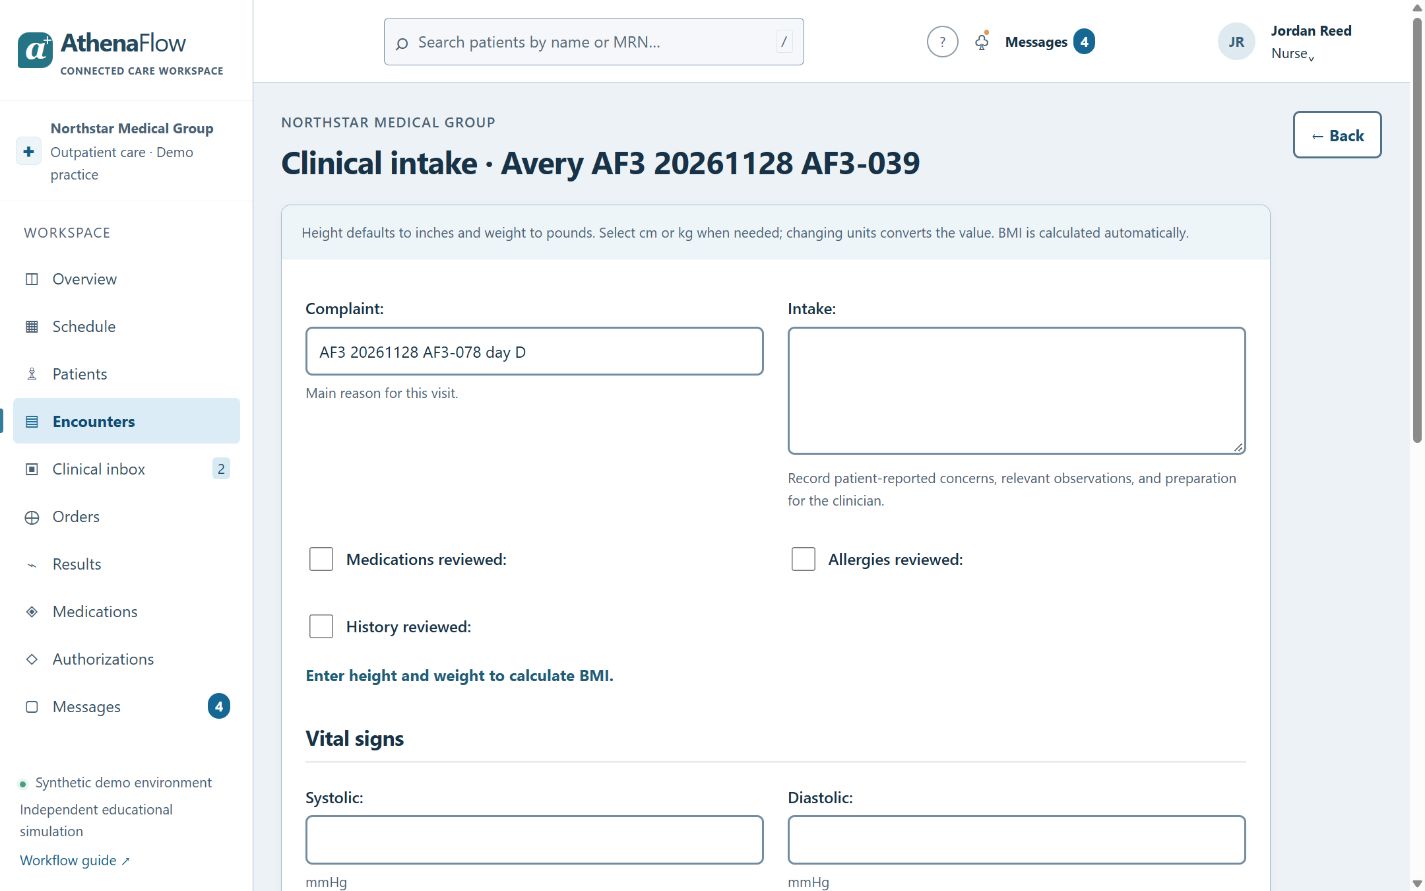 AthenaFlow
CONNECTED CARE WORKSPACE
Search patients by name or MRN...
/
?
Messages 4
JR
Jordan Reed
Nurse
Northstar Medical Group
Outpatient care · Demo
practice
WORKSPACE
Overview
Schedule
Patients
Encounters
Clinical inbox 2
Orders
Results
Medications
Authorizations
Messages 4
Synthetic demo environment
Independent educational
simulation
Workflow guide ↗
NORTHSTAR MEDICAL GROUP
Clinical intake · Avery AF3 20261128 AF3-039
← Back
Height defaults to inches and weight to pounds. Select cm or kg when needed; changing units converts the value. BMI is calculated automatically.
Complaint:
AF3 20261128 AF3-078 day D
Main reason for this visit.
Intake:
Record patient-reported concerns, relevant observations, and preparation
for the clinician.
Medications reviewed:
Allergies reviewed:
History reviewed:
Enter height and weight to calculate BMI.
Vital signs
Systolic:
mmHg
Diastolic:
mmHg